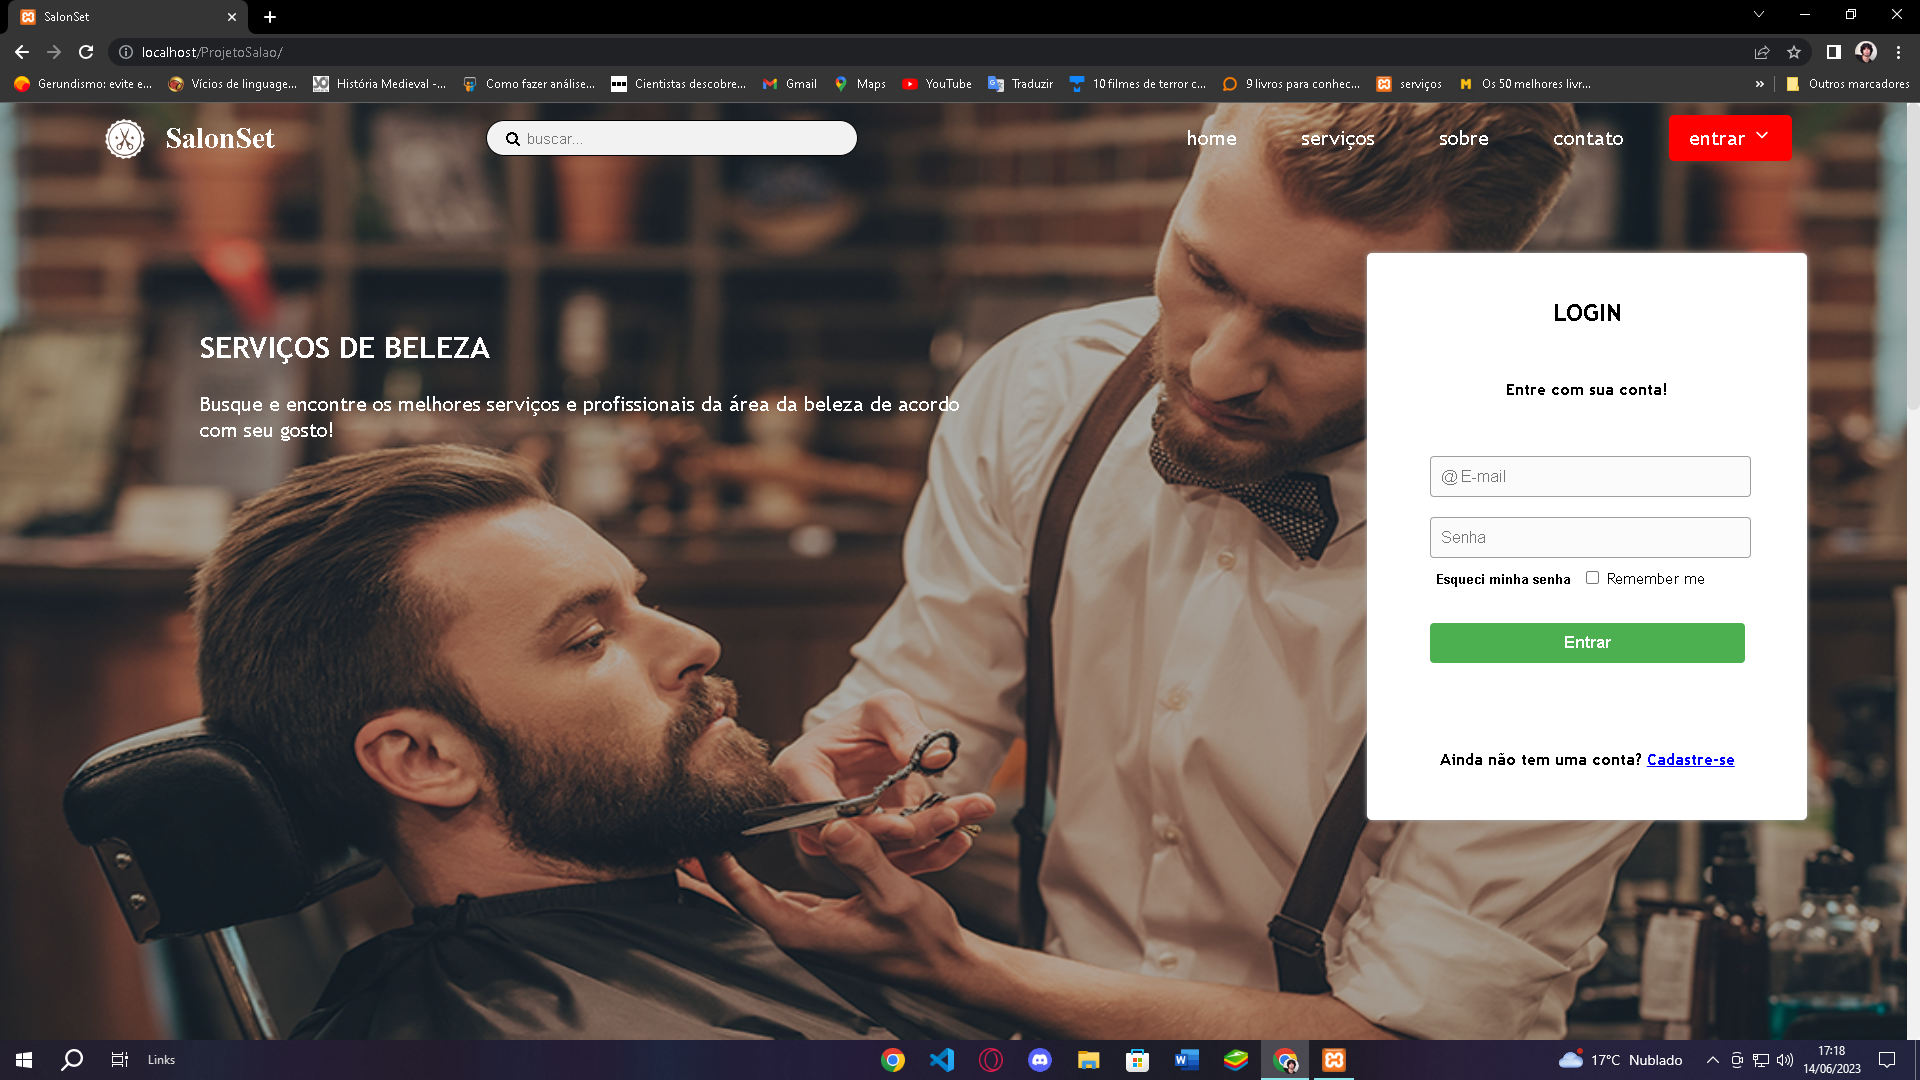 SalonSet
localhost/ProjetoSalao/
Gerundismo: evite e...
Vícios de linguage...
História Medieval -...
Como fazer análise...
Cientistas descobre...
Gmail
Maps
YouTube
Traduzir
10 filmes de terror c...
9 livros para conhec...
serviços
Os 50 melhores livr...
»
Outros marcadores
SalonSet
buscar...
home
serviços
sobre
contato
entrar
LOGIN
SERVIÇOS DE BELEZA
Entre com sua conta!
Busque e encontre os melhores serviços e profissionais da área da beleza de acordo
com seu gosto!
@ E-mail
Senha
Esqueci minha senha
Remember me
Entrar
Ainda não tem uma conta? Cadastre-se
Links
17°C Nublado
17:18
14/06/2023